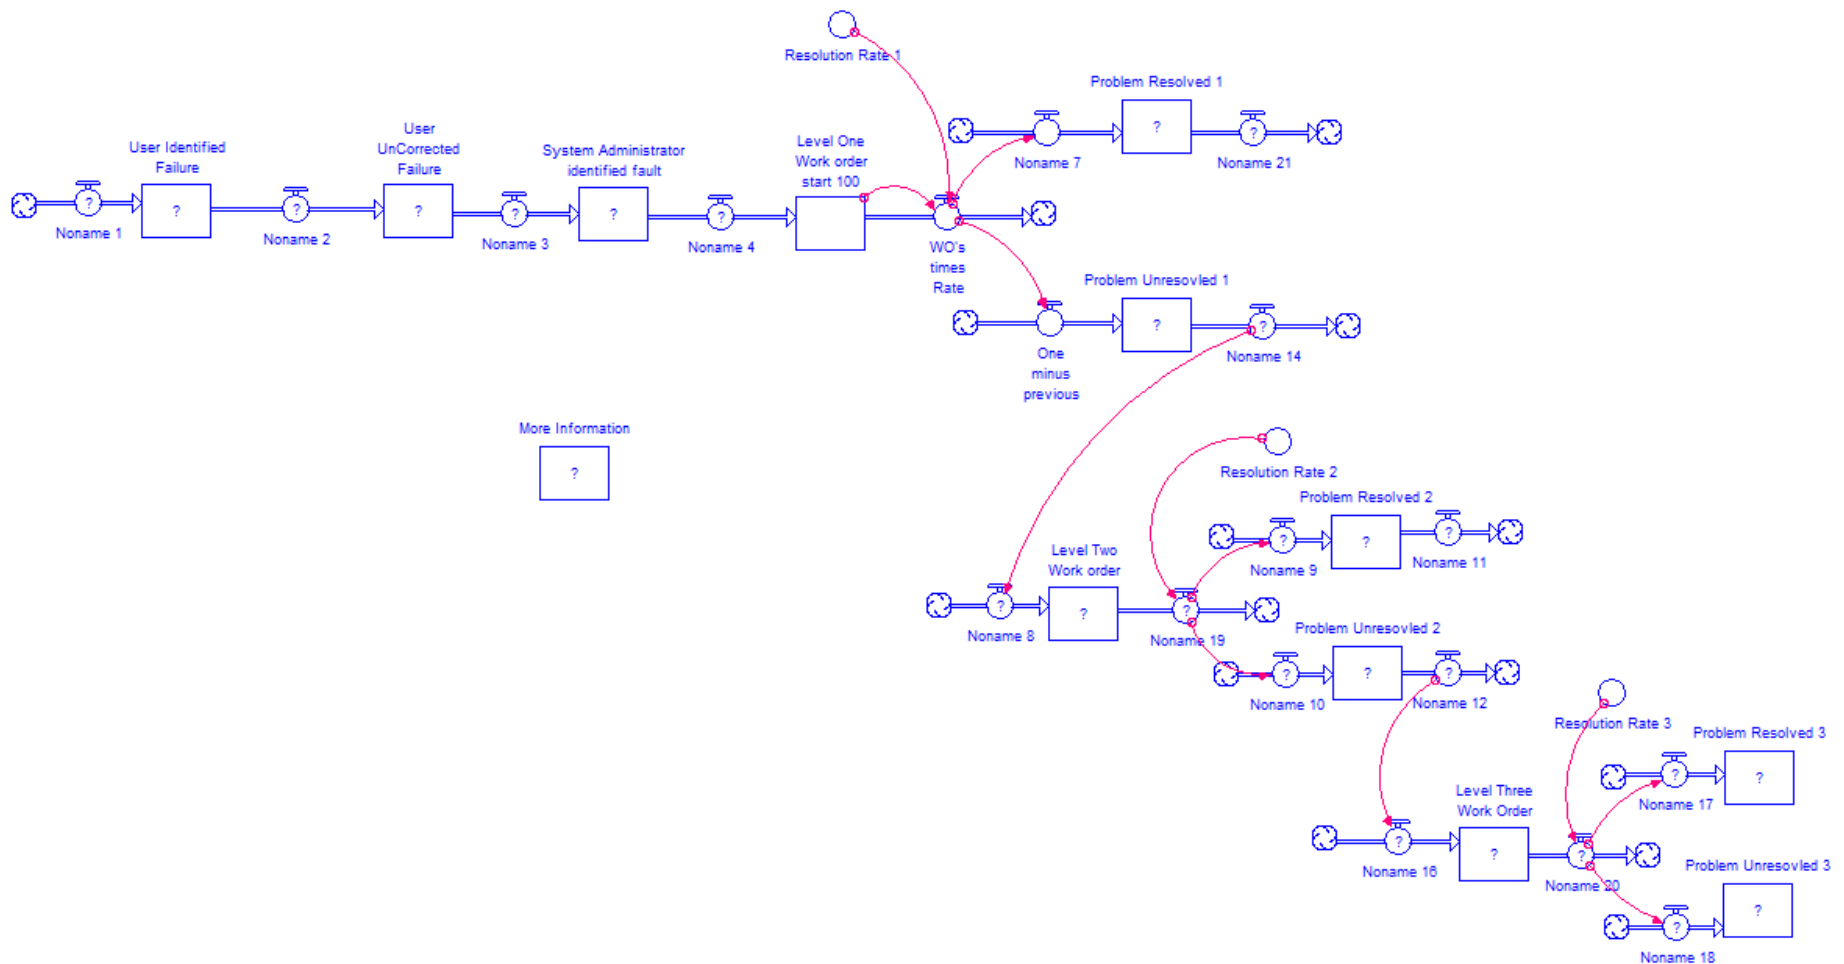 Resolution Rate 1
Problem Resolved 1
?
?
Noname 7
Noname 21
User Identified
Failure
User
UnCorrected
Failure
System Administrator
identified fault
Level One
Work order
start 100
?
?
?
?
?
?
?
Noname 1
Noname 2
Noname 3
Noname 4
WO's
times
Rate
Problem Unresovled 1
?
?
One
minus
previous
Noname 14
More Information
?
Resolution Rate 2
Problem Resolved 2
?
?
?
Noname 9
Noname 11
Level Two
Work order
?
?
?
Noname 8
Noname 19
Problem Unresovled 2
?
?
?
Noname 10
Noname 12
Resolution Rate 3
Problem Resolved 3
?
?
Noname 17
Level Three
Work Order
?
?
?
Noname 16
Noname 20
Problem Unresovled 3
?
?
Noname 18